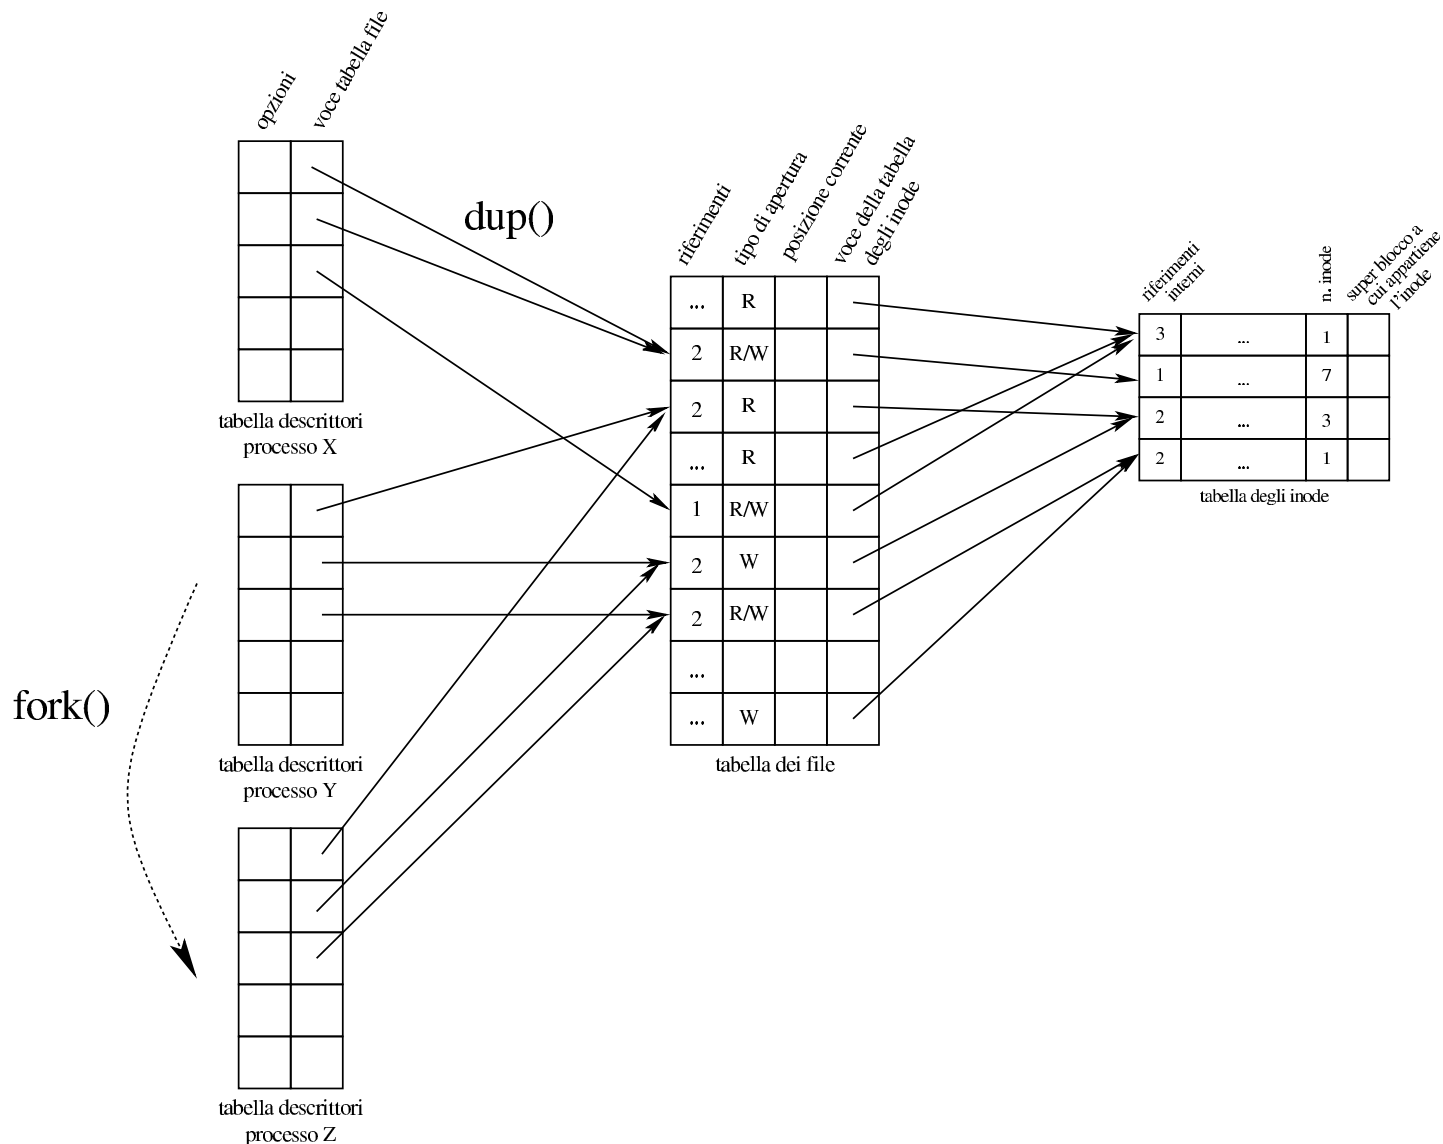 opzioni
voce tabella file
tabella descrittori
processo X
dup()
tabella descrittori
processo Y
fork()
tabella descrittori
processo Z
riferimenti
tipo di apertura
posizione corrente
voce della tabella
degli inode
... R
2 R/W
2 R
... R
1 R/W
2 W
2 R/W
...
... W
tabella dei file
riferimenti
interni
n. inode
super blocco a
cui appartiene
l'inode
3 ... 1
1 ... 7
2 ... 3
2 ... 1
tabella degli inode